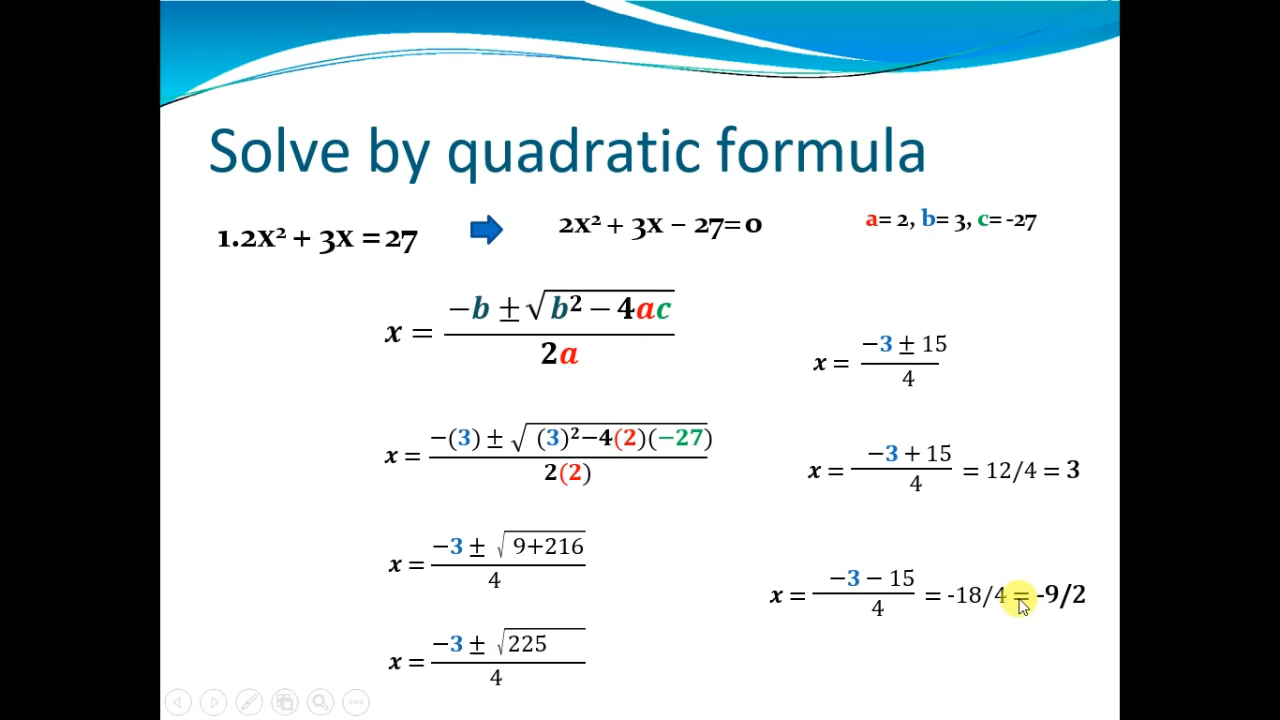 Solve by quadratic formula
1.2x² + 3x = 27
2x² + 3x − 27=0
a= 2, b= 3, c= -27
x = (−b ± √(b² − 4ac)) / 2a
x = (−(3) ± √((3)²−4(2)(−27))) / 2(2)
x = (−3 ± √(9+216)) / 4
x = (−3 ± √225) / 4
x = (−3 ± 15) / 4
x = (−3 + 15) / 4 = 12/4 = 3
x = (−3 − 15) / 4 = -18/4 = -9/2